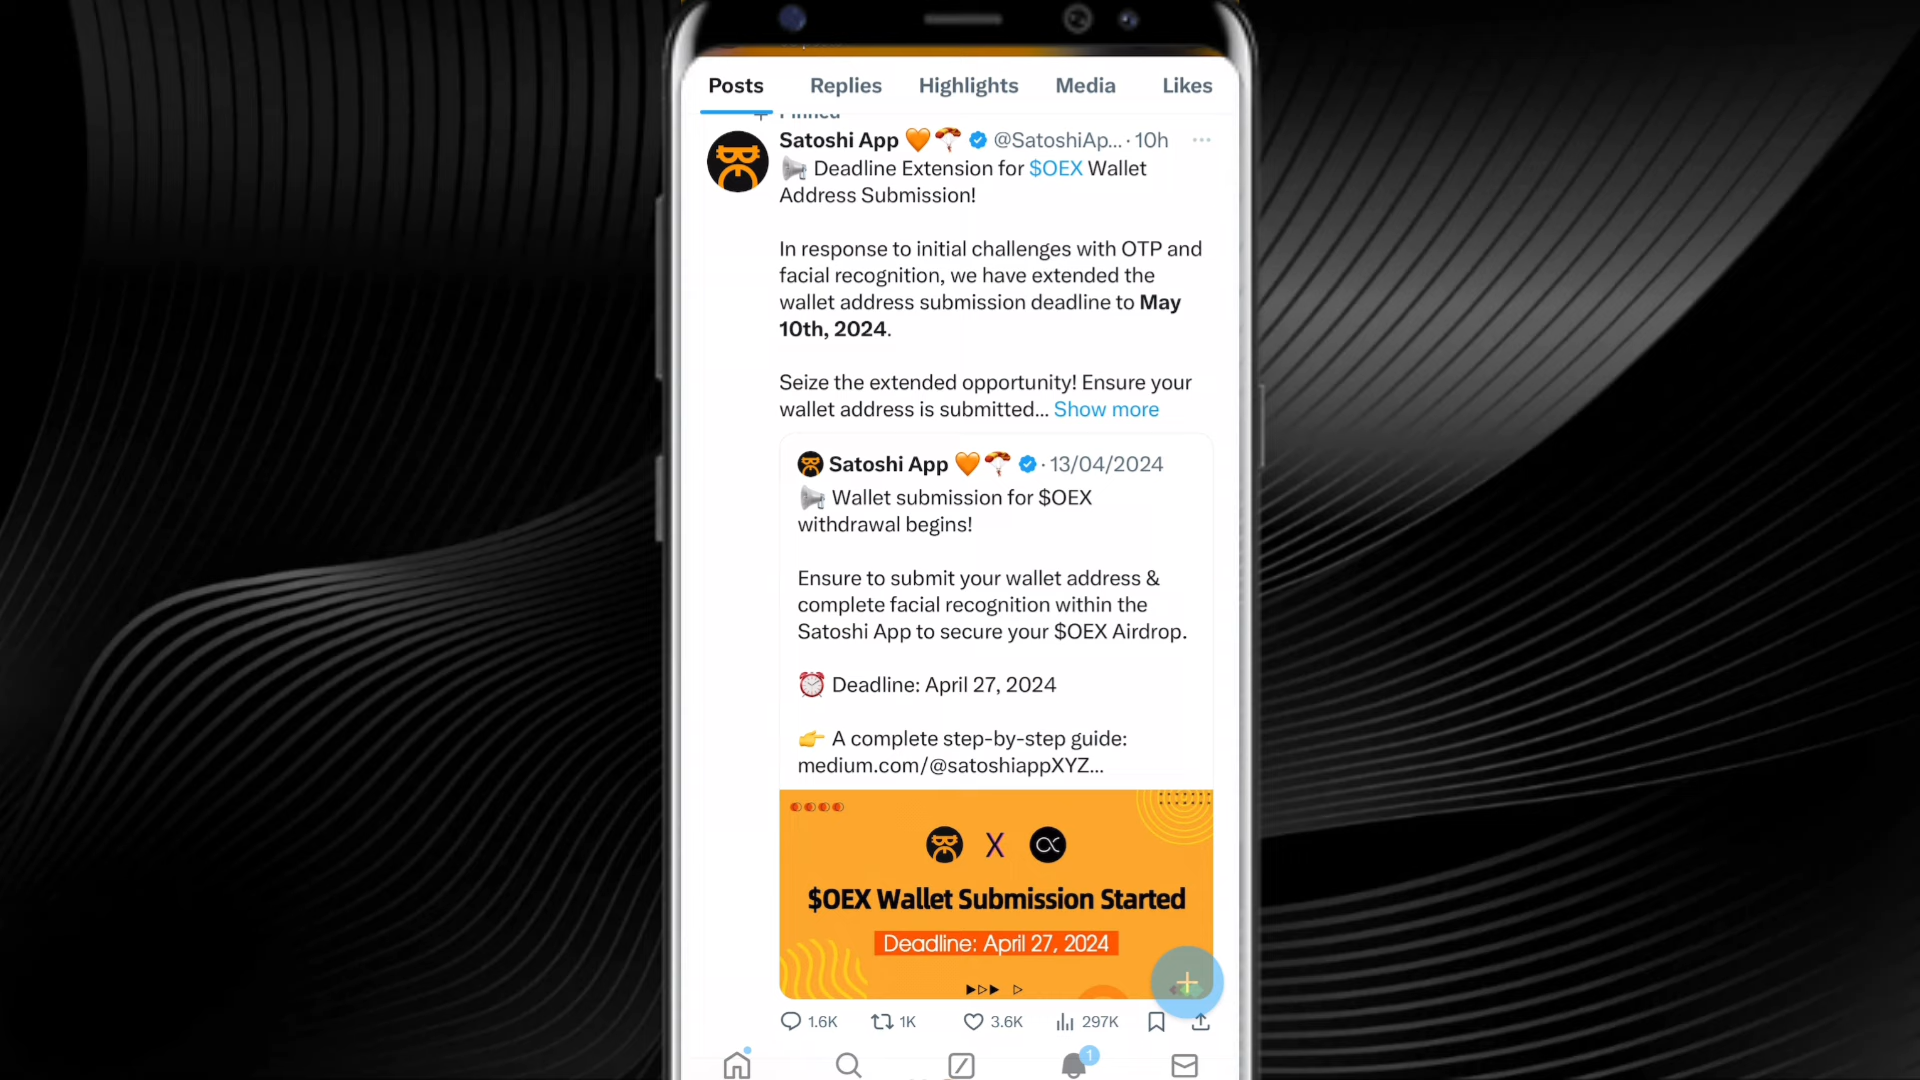 Posts Replies Highlights Media Likes
Pinned
Satoshi App 🧡🪂 @SatoshiAp... · 10h
📢 Deadline Extension for $OEX Wallet
Address Submission!
In response to initial challenges with OTP and
facial recognition, we have extended the
wallet address submission deadline to May
10th, 2024.
Seize the extended opportunity! Ensure your
wallet address is submitted... Show more
Satoshi App 🧡🪂 · 13/04/2024
📢 Wallet submission for $OEX
withdrawal begins!
Ensure to submit your wallet address &
complete facial recognition within the
Satoshi App to secure your $OEX Airdrop.
⏰ Deadline: April 27, 2024
👉 A complete step-by-step guide:
medium.com/@satoshiappXYZ...
X
$OEX Wallet Submission Started
Deadline: April 27, 2024
1.6K 1K 3.6K 297K
1